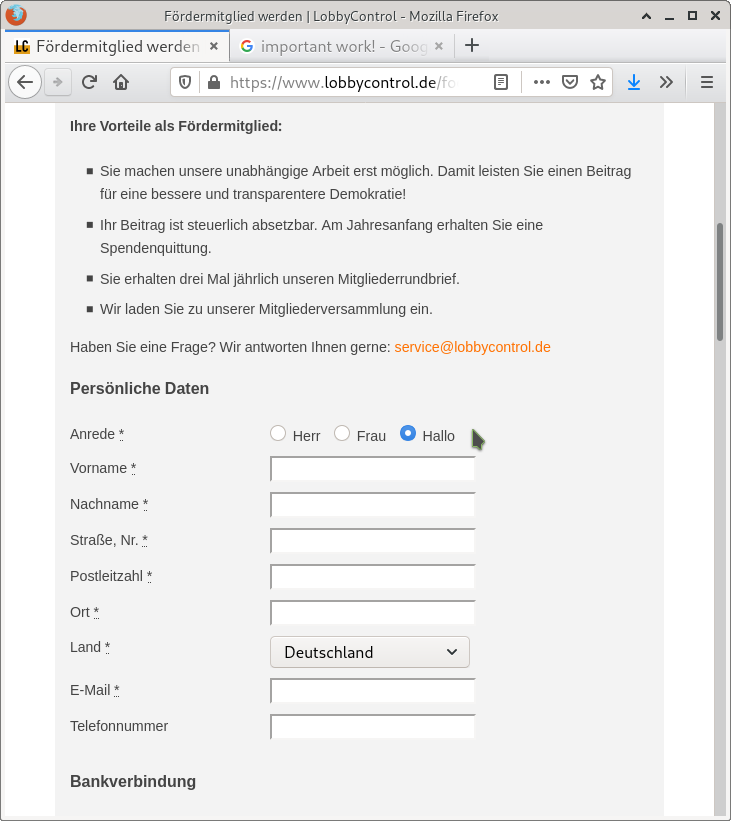 Fördermitglied werden | LobbyControl - Mozilla Firefox
LC Fördermitglied werden
important work! - Goog
https://www.lobbycontrol.de/fo
Ihre Vorteile als Fördermitglied:
Sie machen unsere unabhängige Arbeit erst möglich. Damit leisten Sie einen Beitrag
für eine bessere und transparentere Demokratie!
Ihr Beitrag ist steuerlich absetzbar. Am Jahresanfang erhalten Sie eine
Spendenquittung.
Sie erhalten drei Mal jährlich unseren Mitgliederrundbrief.
Wir laden Sie zu unserer Mitgliederversammlung ein.
Haben Sie eine Frage? Wir antworten Ihnen gerne: service@lobbycontrol.de
Persönliche Daten
Anrede * Herr Frau Hallo
Vorname *
Nachname *
Straße, Nr. *
Postleitzahl *
Ort *
Land * Deutschland
E-Mail *
Telefonnummer
Bankverbindung